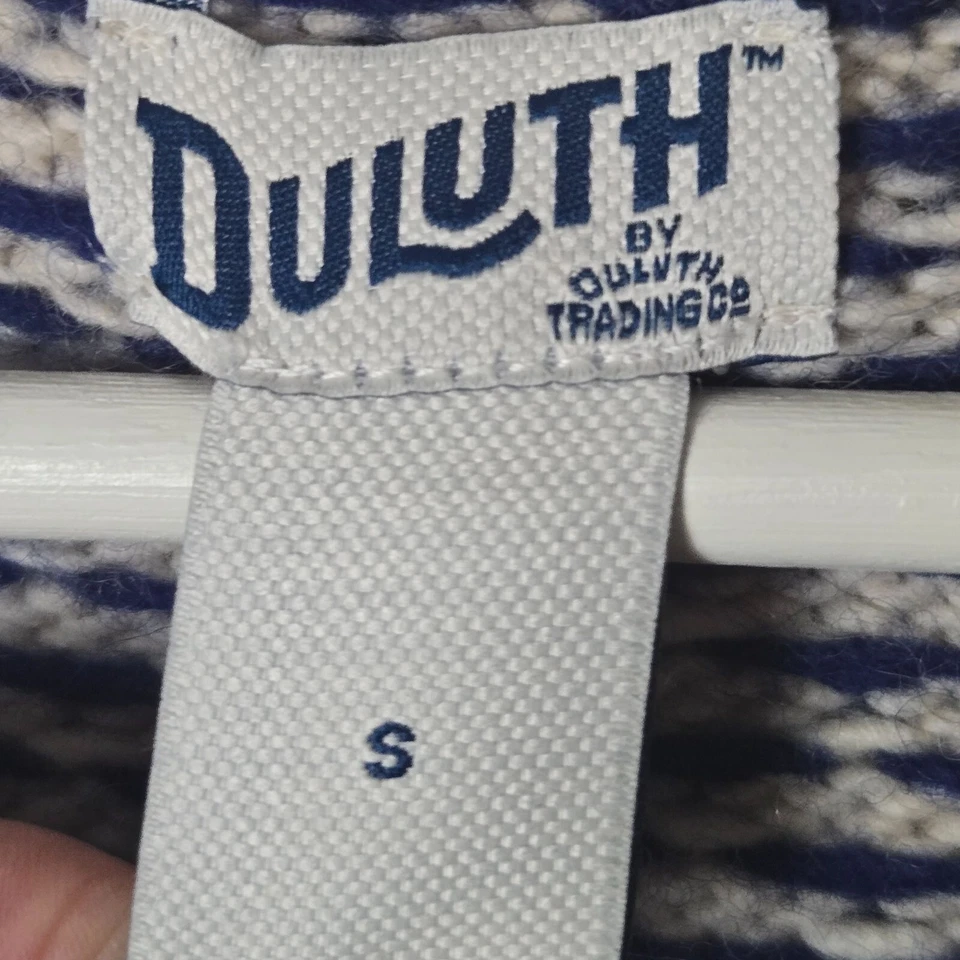 DULUTH™
BY
DULUTH
TRADING Cº
S